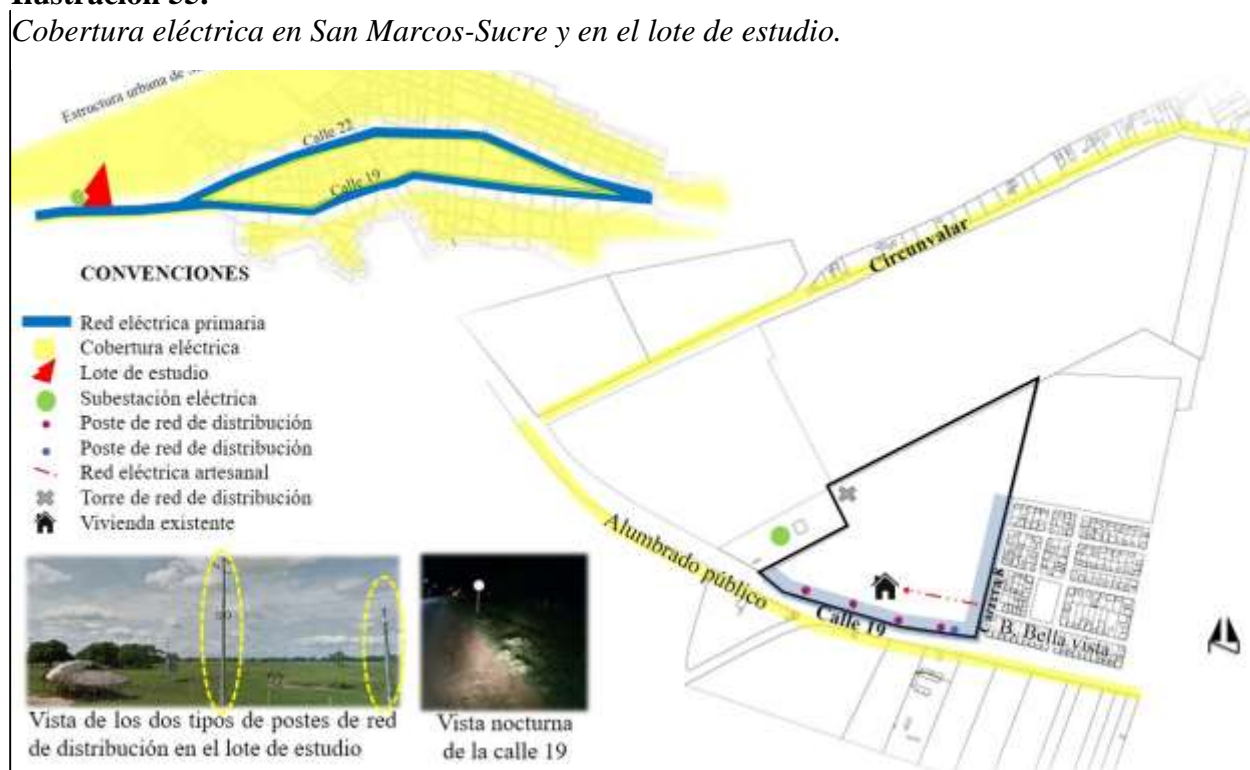 Ilustración 35.
Cobertura eléctrica en San Marcos-Sucre y en el lote de estudio.
Estructura urbana de
Calle 22
Calle 19
CONVENCIONES
Red eléctrica primaria
Cobertura eléctrica
Lote de estudio
Subestación eléctrica
Poste de red de distribución
Poste de red de distribución
Red eléctrica artesanal
Torre de red de distribución
Vivienda existente
Circunvalar
Alumbrado público
Calle 19
B. Bella vista
Vista de los dos tipos de postes de red
de distribución en el lote de estudio
Vista nocturna
de la calle 19